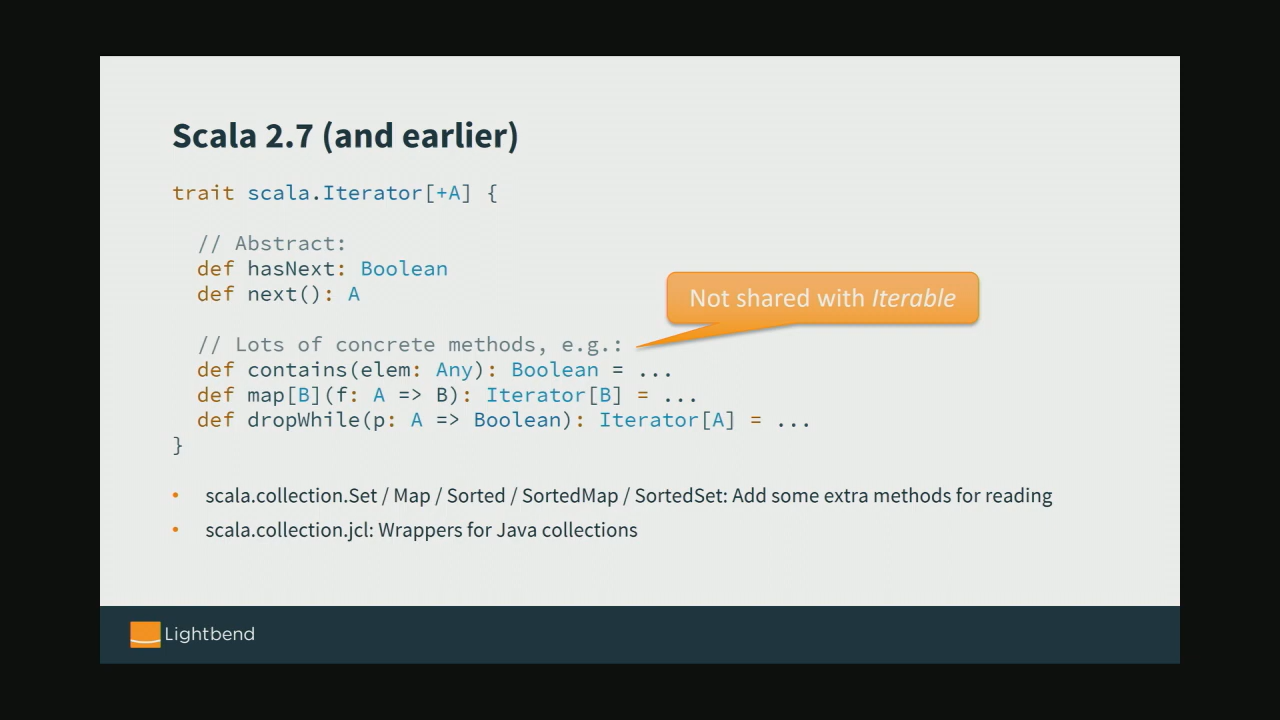 Scala 2.7 (and earlier)
trait scala.Iterator[+A] {
// Abstract:
def hasNext: Boolean
def next(): A
Not shared with Iterable
// Lots of concrete methods, e.g.:
def contains(elem: Any): Boolean = ...
def map[B](f: A => B): Iterator[B] = ...
def dropWhile(p: A => Boolean): Iterator[A] = ...
}
• scala.collection.Set / Map / Sorted / SortedMap / SortedSet: Add some extra methods for reading
• scala.collection.jcl: Wrappers for Java collections
Lightbend